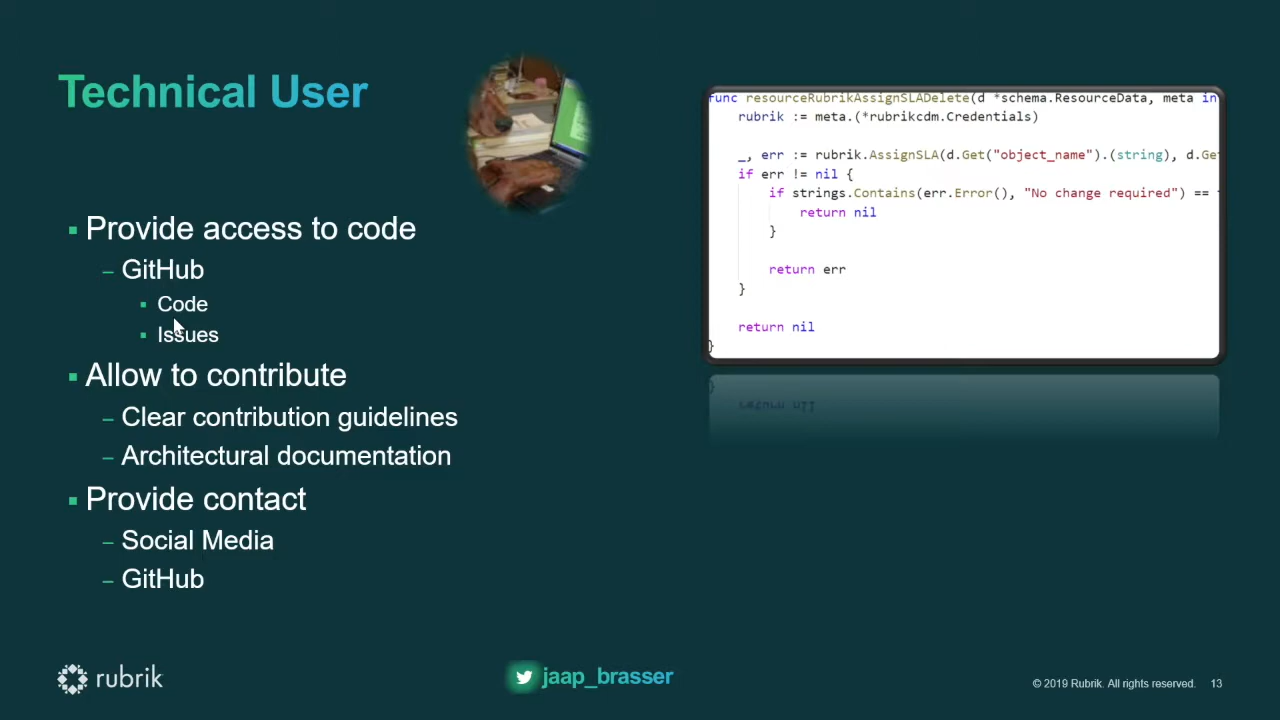 Technical User
▪ Provide access to code
– GitHub
▪ Code
▪ Issues
▪ Allow to contribute
– Clear contribution guidelines
– Architectural documentation
▪ Provide contact
– Social Media
– GitHub
func resourceRubrikAssignSLADelete(d *schema.ResourceData, meta in
rubrik := meta.(*rubrikcdm.Credentials)
_, err := rubrik.AssignSLA(d.Get("object_name").(string), d.Get
if err != nil {
if strings.Contains(err.Error(), "No change required") ==
return nil
}
return err
}
return nil
}
rubrik
jaap_brasser
© 2019 Rubrik. All rights reserved. 13